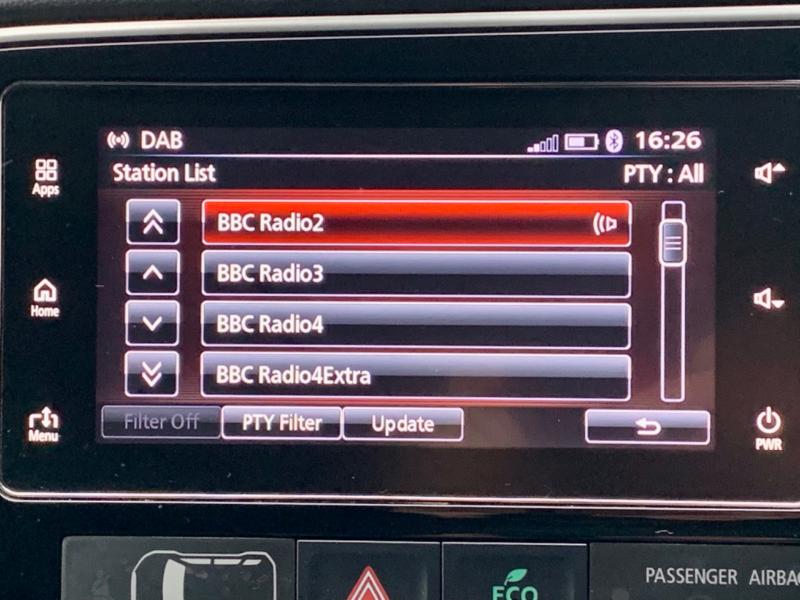 DAB 16:26
Station List PTY : All
Apps
BBC Radio2
BBC Radio3
Home
BBC Radio4
BBC Radio4Extra
Filter Off PTY Filter Update
Menu
PWR
PASSENGER AIRBAG
ECO